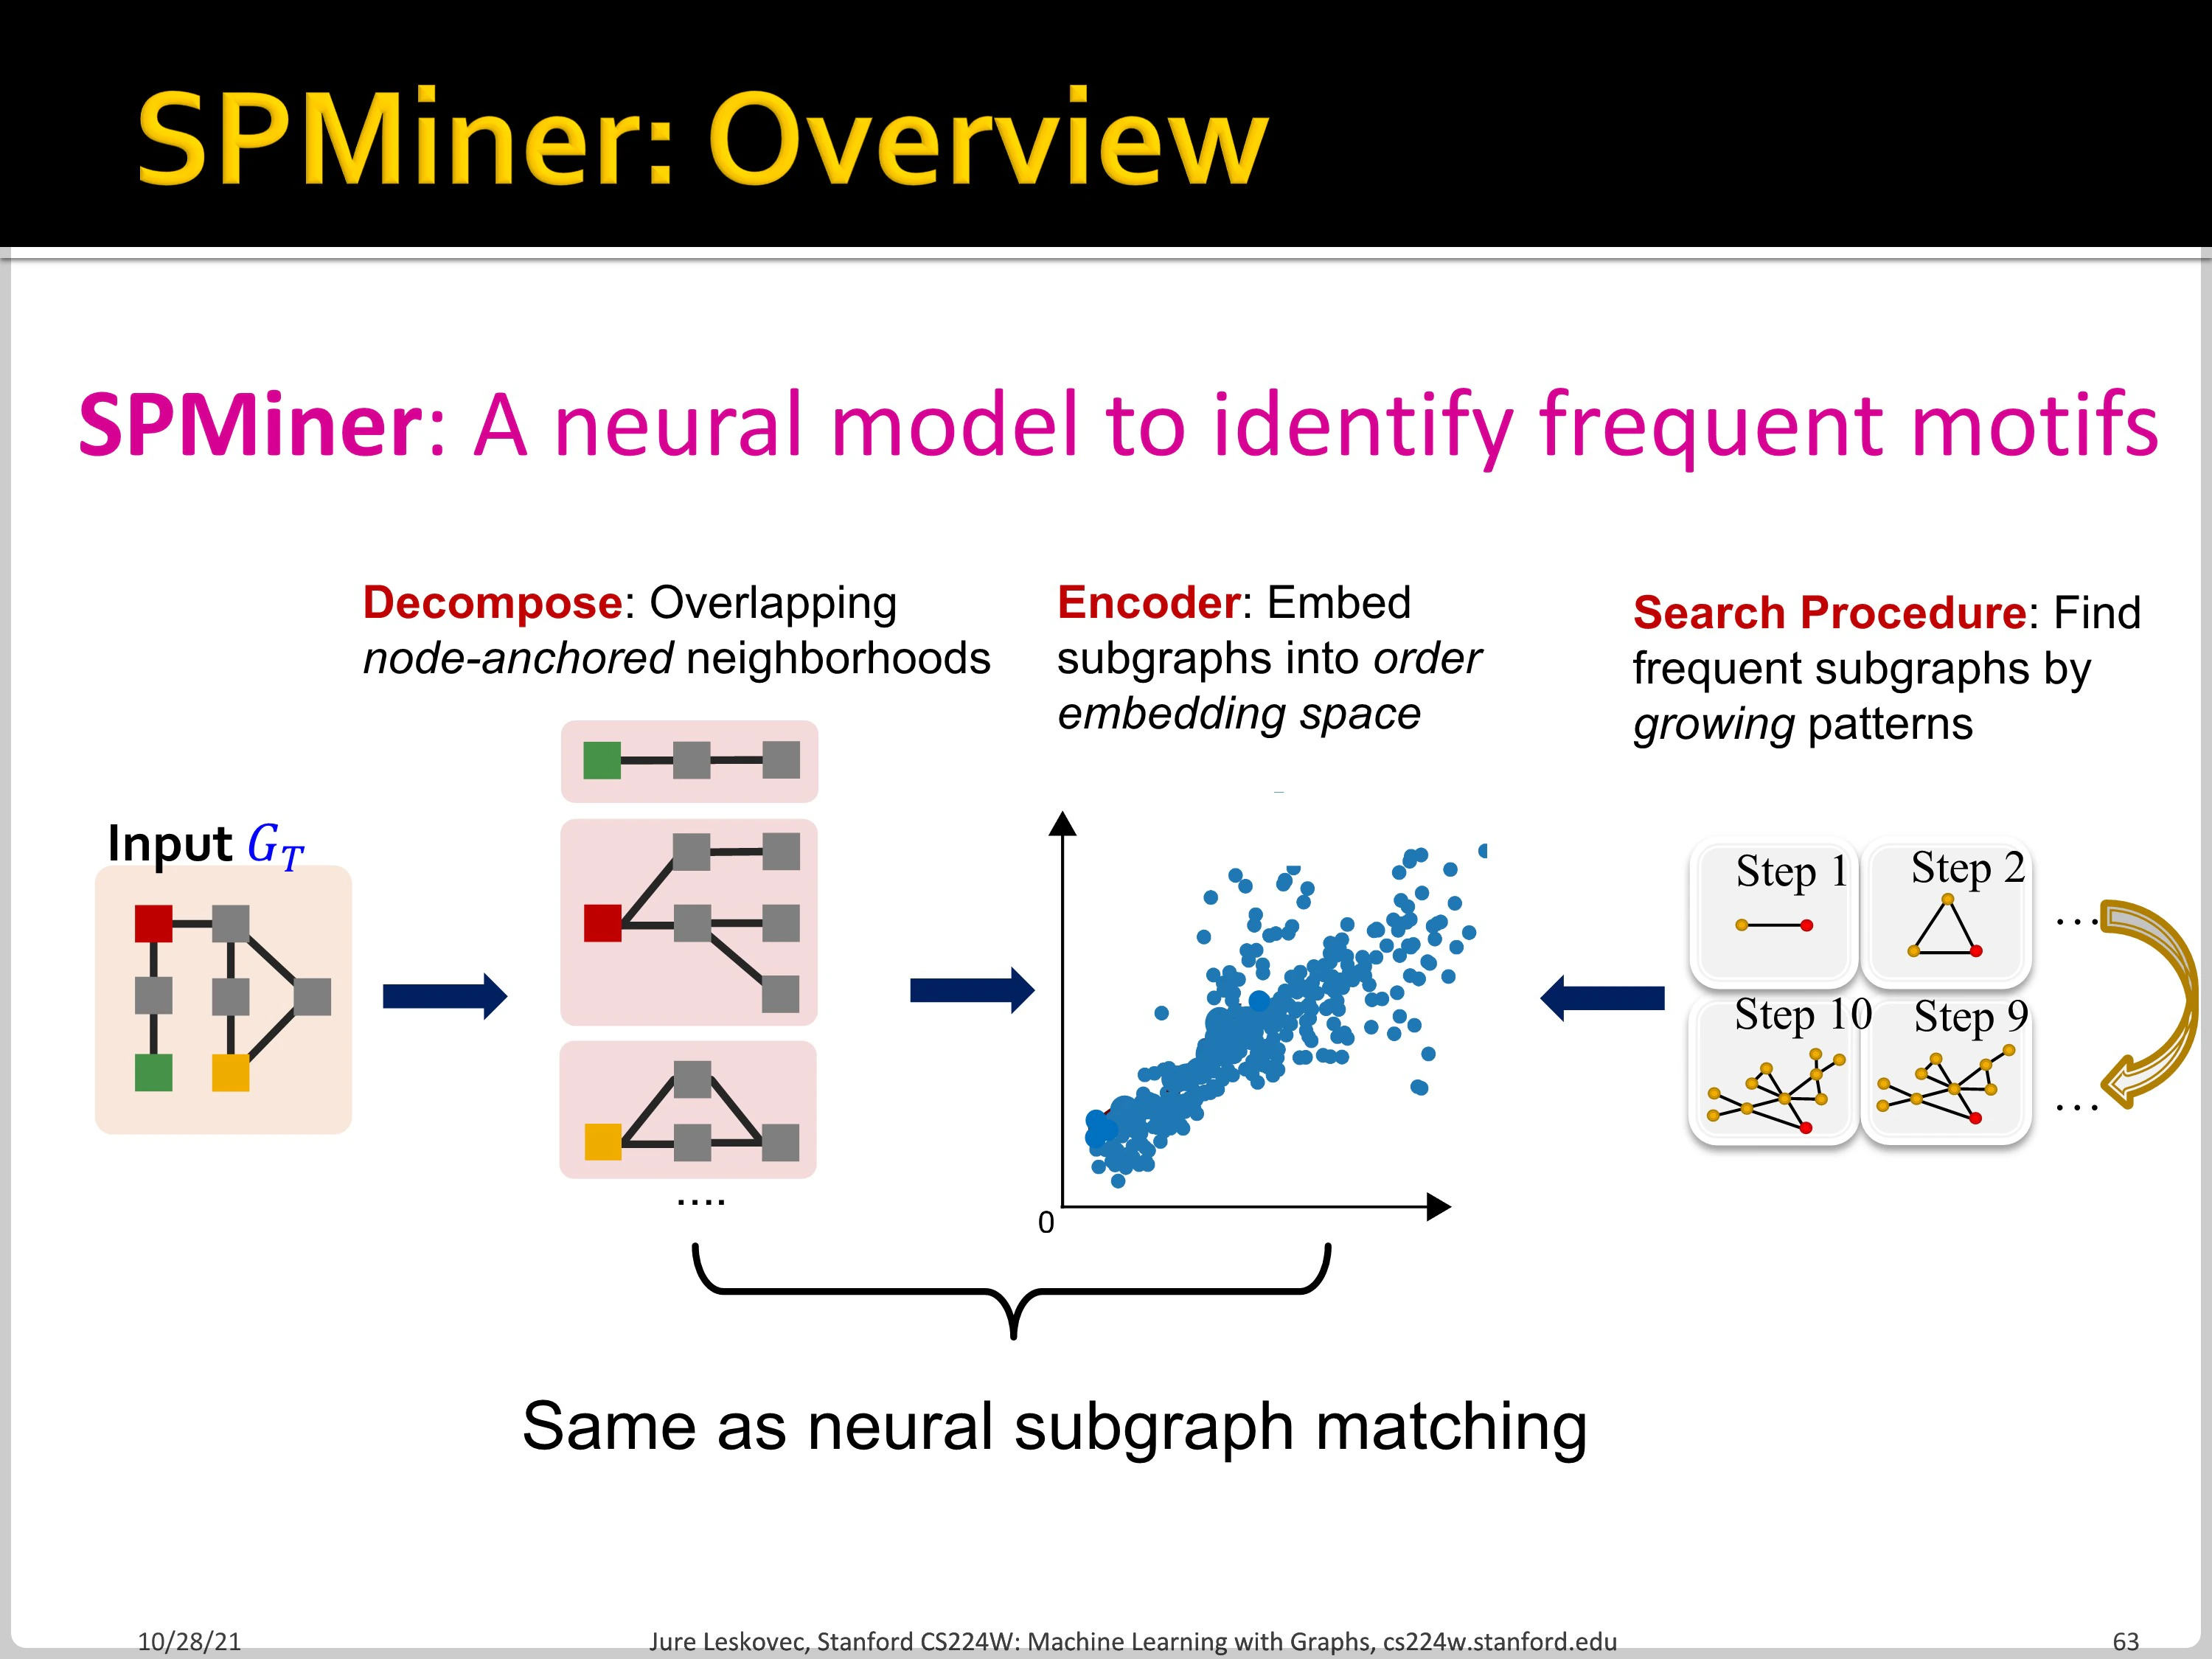 SPMiner: Overview
SPMiner: A neural model to identify frequent motifs
Decompose: Overlapping
node-anchored neighborhoods
Encoder: Embed
subgraphs into order
embedding space
Search Procedure: Find
frequent subgraphs by
growing patterns
Input G_T
Step 1
Step 2
...
Step 10
Step 9
...
....
0
Same as neural subgraph matching
10/28/21
Jure Leskovec, Stanford CS224W: Machine Learning with Graphs, cs224w.stanford.edu
63